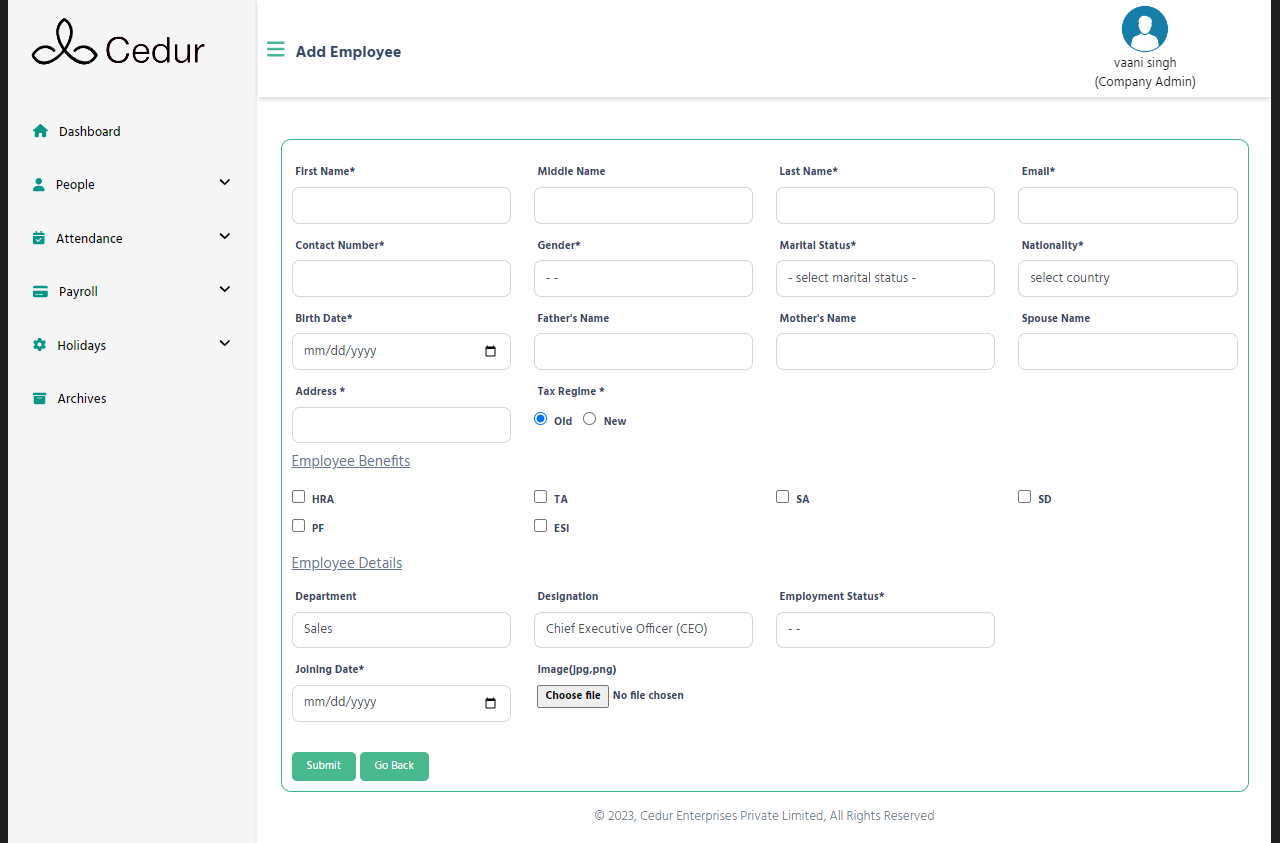 Cedur
Add Employee
vaani singh
(Company Admin)
Dashboard
People
Attendance
Payroll
Holidays
Archives
First Name* Middle Name Last Name* Email*
Contact Number* Gender* Marital Status* Nationality*
- - - select marital status - select country
Birth Date* Father's Name Mother's Name Spouse Name
mm/dd/yyyy
Address * Tax Regime *
Old New
Employee Benefits
HRA TA SA SD
PF ESI
Employee Details
Department Designation Employment Status*
Sales Chief Executive Officer (CEO) - -
Joining Date* Image(jpg,png)
mm/dd/yyyy Choose file No file chosen
Submit Go Back
© 2023, Cedur Enterprises Private Limited, All Rights Reserved